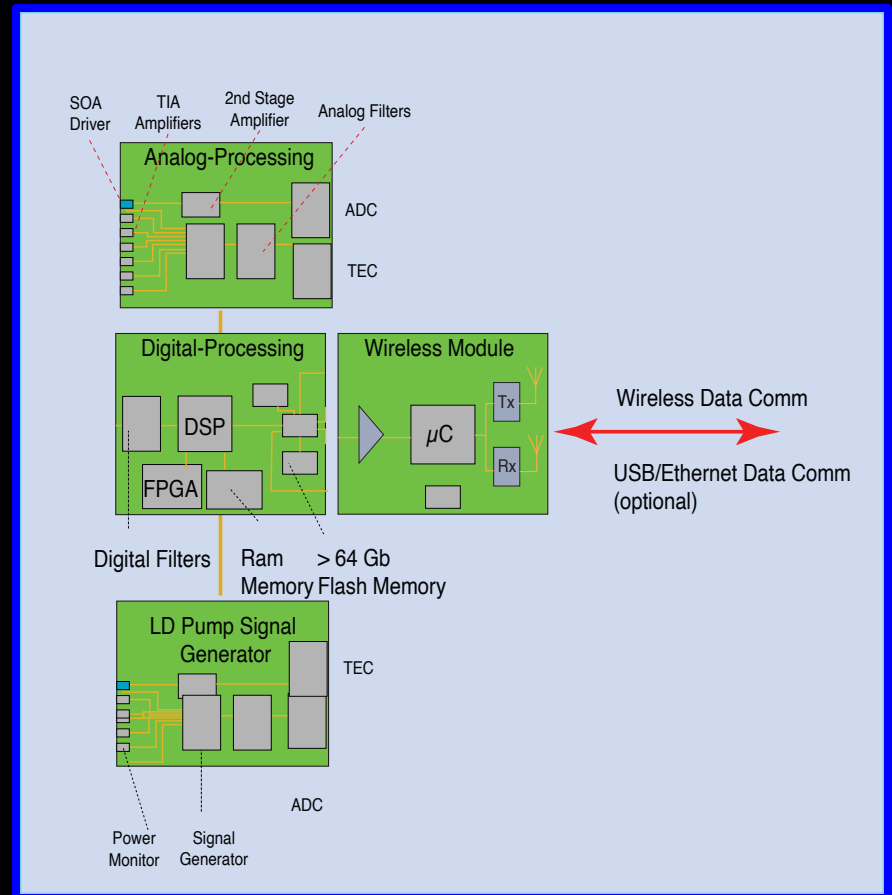 SOA
Driver
TIA
Amplifiers
2nd Stage
Amplifier
Analog Filters
Analog-Processing
ADC
TEC
Digital-Processing
DSP
FPGA
Wireless Module
µC
Tx
Rx
Wireless Data Comm
USB/Ethernet Data Comm
(optional)
Digital Filters
Ram
Memory
> 64 Gb
Flash Memory
LD Pump Signal
Generator
TEC
ADC
Power
Monitor
Signal
Generator